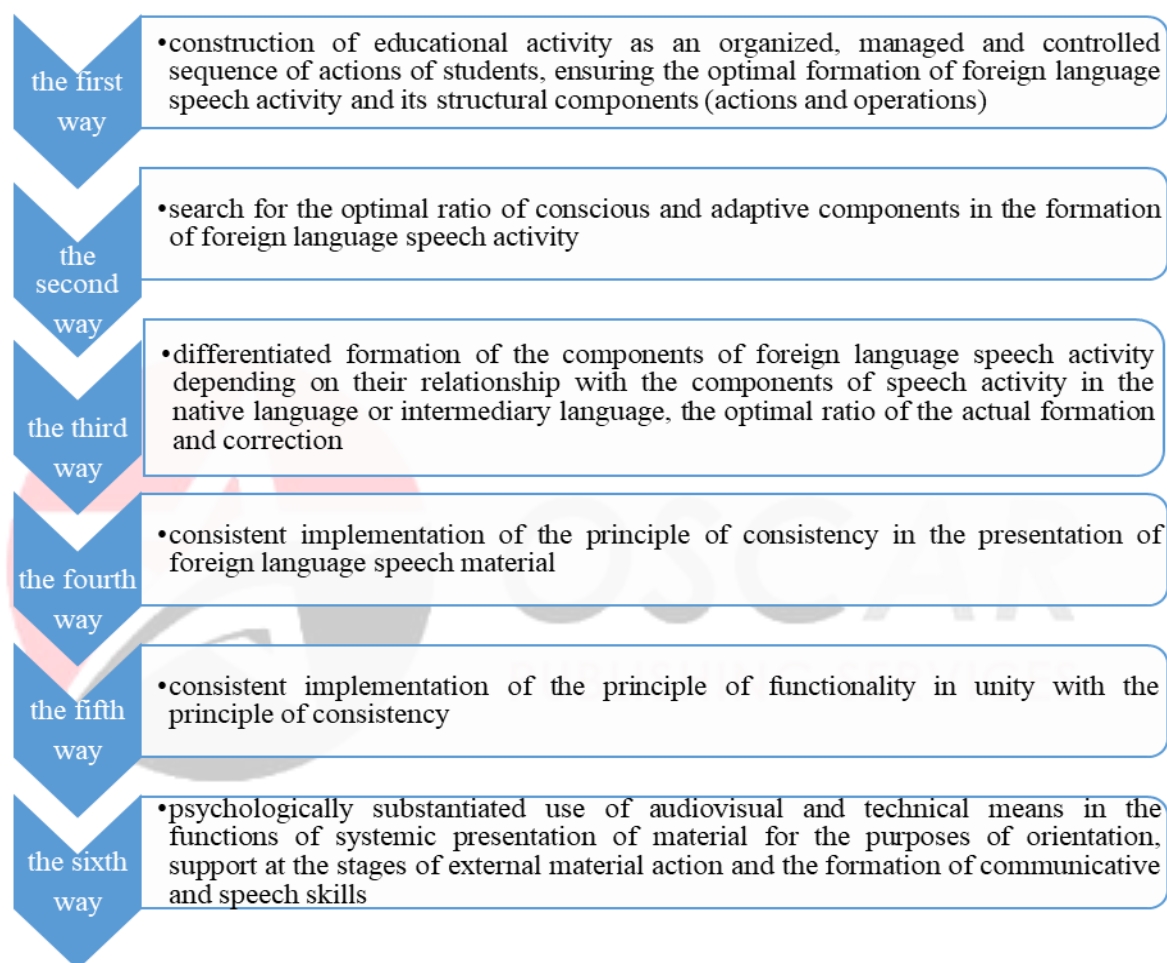 the first
way
•construction of educational activity as an organized, managed and controlled
sequence of actions of students, ensuring the optimal formation of foreign language
speech activity and its structural components (actions and operations)
the
second
way
•search for the optimal ratio of conscious and adaptive components in the formation
of foreign language speech activity
the third
way
•differentiated formation of the components of foreign language speech activity
depending on their relationship with the components of speech activity in the
native language or intermediary language, the optimal ratio of the actual formation
and correction
the fourth
way
•consistent implementation of the principle of consistency in the presentation of
foreign language speech material
the fifth
way
•consistent implementation of the principle of functionality in unity with the
principle of consistency
the sixth
way
•psychologically substantiated use of audiovisual and technical means in the
functions of systemic presentation of material for the purposes of orientation,
support at the stages of external material action and the formation of communicative
and speech skills
OSCAR
PUBLISHING SERVICES